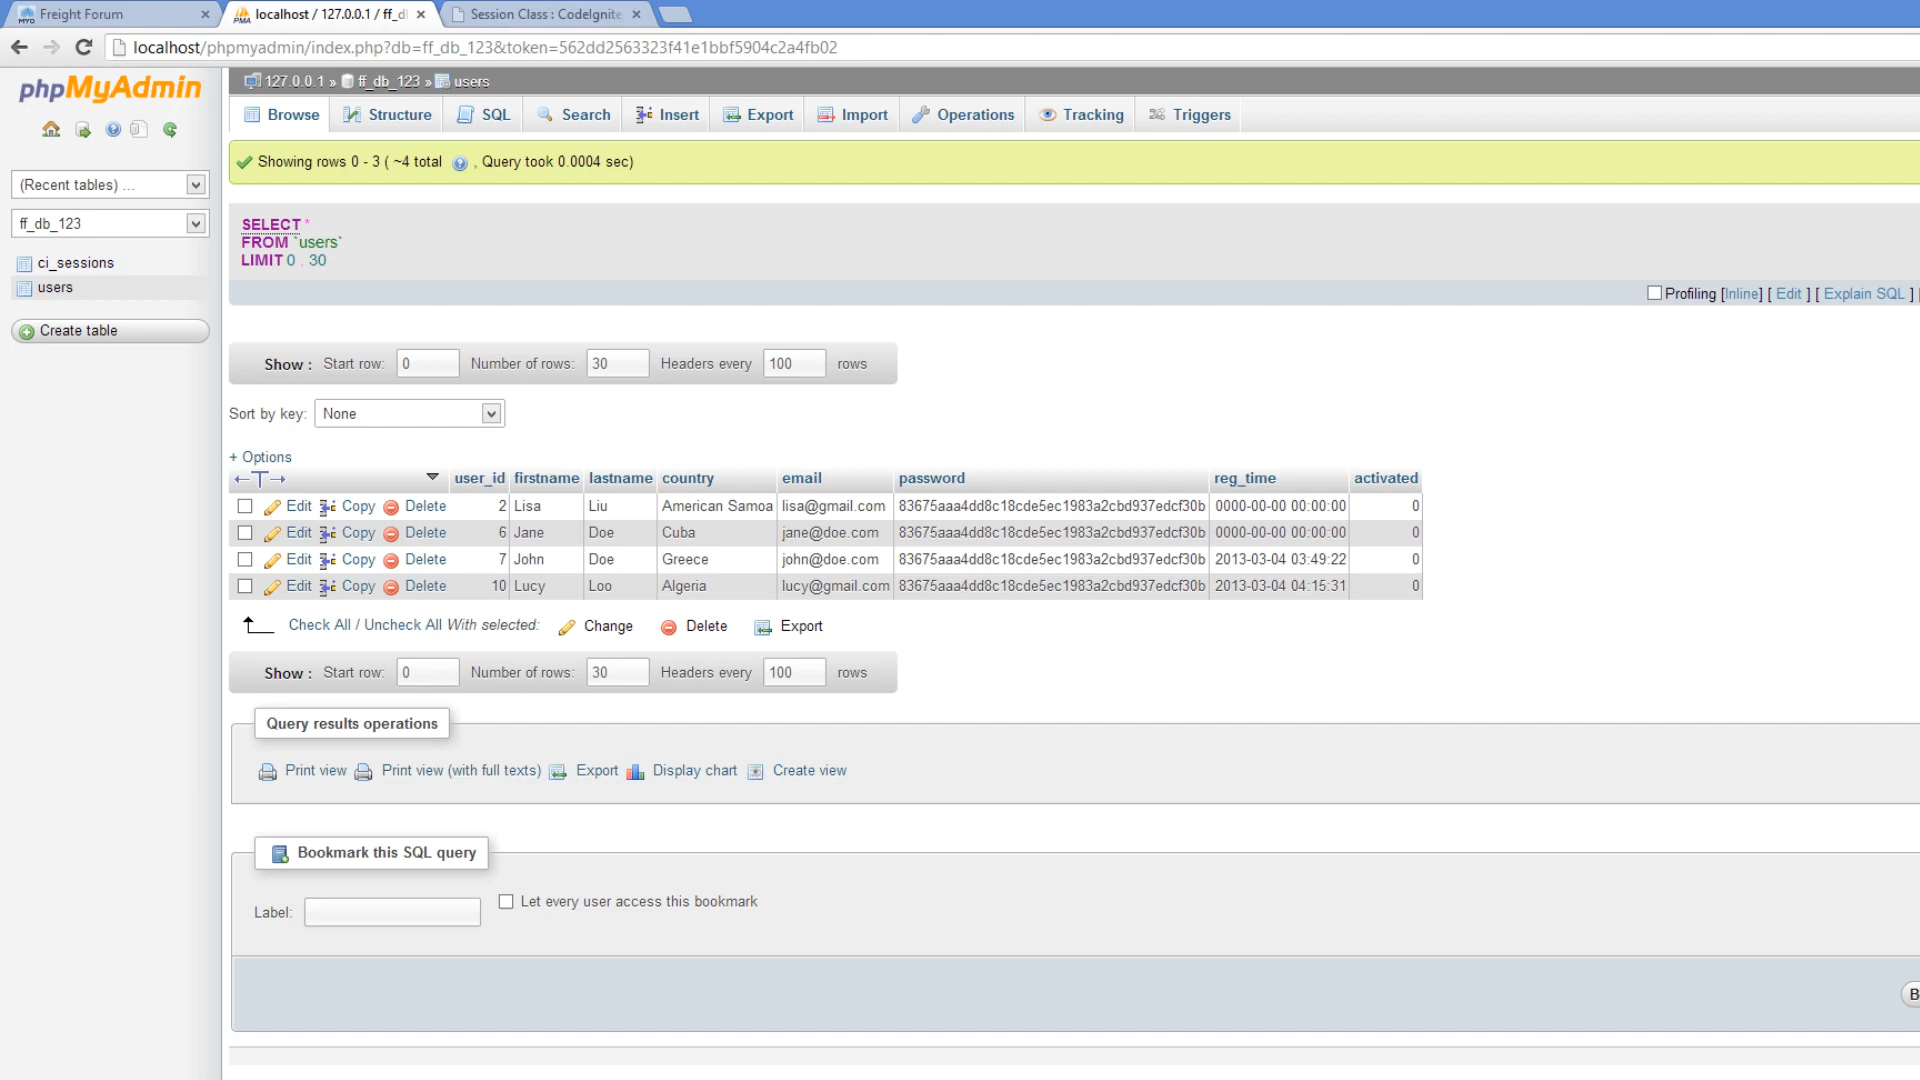 Freight Forum
localhost / 127.0.0.1 / ff_d
Session Class : CodeIgnite
localhost/phpmyadmin/index.php?db=ff_db_123&token=562dd2563323f41e1bbf5904c2a4fb02
phpMyAdmin
127.0.0.1 » ff_db_123 » users
Browse Structure SQL Search Insert Export Import Operations Tracking Triggers
Showing rows 0 - 3 ( ~4 total , Query took 0.0004 sec)
(Recent tables) ...
ff_db_123
ci_sessions
users
Create table
SELECT *
FROM `users`
LIMIT 0 , 30
Profiling [Inline] [ Edit ] [ Explain SQL ]
Show : Start row: 0 Number of rows: 30 Headers every 100 rows
Sort by key: None
+ Options
←T→ user_id firstname lastname country email password reg_time activated
Edit Copy Delete 2 Lisa Liu American Samoa lisa@gmail.com 83675aaa4dd8c18cde5ec1983a2cbd937edcf30b 0000-00-00 00:00:00 0
Edit Copy Delete 6 Jane Doe Cuba jane@doe.com 83675aaa4dd8c18cde5ec1983a2cbd937edcf30b 0000-00-00 00:00:00 0
Edit Copy Delete 7 John Doe Greece john@doe.com 83675aaa4dd8c18cde5ec1983a2cbd937edcf30b 2013-03-04 03:49:22 0
Edit Copy Delete 10 Lucy Loo Algeria lucy@gmail.com 83675aaa4dd8c18cde5ec1983a2cbd937edcf30b 2013-03-04 04:15:31 0
Check All / Uncheck All With selected: Change Delete Export
Show : Start row: 0 Number of rows: 30 Headers every 100 rows
Query results operations
Print view Print view (with full texts) Export Display chart Create view
Bookmark this SQL query
Label: Let every user access this bookmark
B